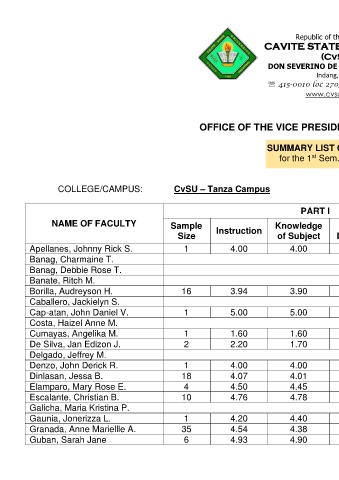 Republic of th
CAVITE STATE
(CvS
DON SEVERINO DE
Indang,
☏ 415-0010 loc 270
www.cvsu
OFFICE OF THE VICE PRESID
SUMMARY LIST
for the 1st Sem.
COLLEGE/CAMPUS: CvSU – Tanza Campus
PART I
NAME OF FACULTY Sample Size Instruction Knowledge of Subject
Apellanes, Johnny Rick S. 1 4.00 4.00
Banag, Charmaine T.
Banag, Debbie Rose T.
Banate, Ritch M.
Borilla, Audreyson H. 16 3.94 3.90
Caballero, Jackielyn S.
Cap-atan, John Daniel V. 1 5.00 5.00
Costa, Haizel Anne M.
Cumayas, Angelika M. 1 1.60 1.60
De Silva, Jan Edizon J. 2 2.20 1.70
Delgado, Jeffrey M.
Denzo, John Derick R. 1 4.00 4.00
Dinlasan, Jessa B. 18 4.07 4.01
Elamparo, Mary Rose E. 4 4.50 4.45
Escalante, Christian B. 10 4.76 4.78
Galicha, Maria Kristina P.
Gaunia, Jonerizza L. 1 4.20 4.40
Granada, Anne Mariellle A. 35 4.54 4.38
Guban, Sarah Jane 6 4.93 4.90